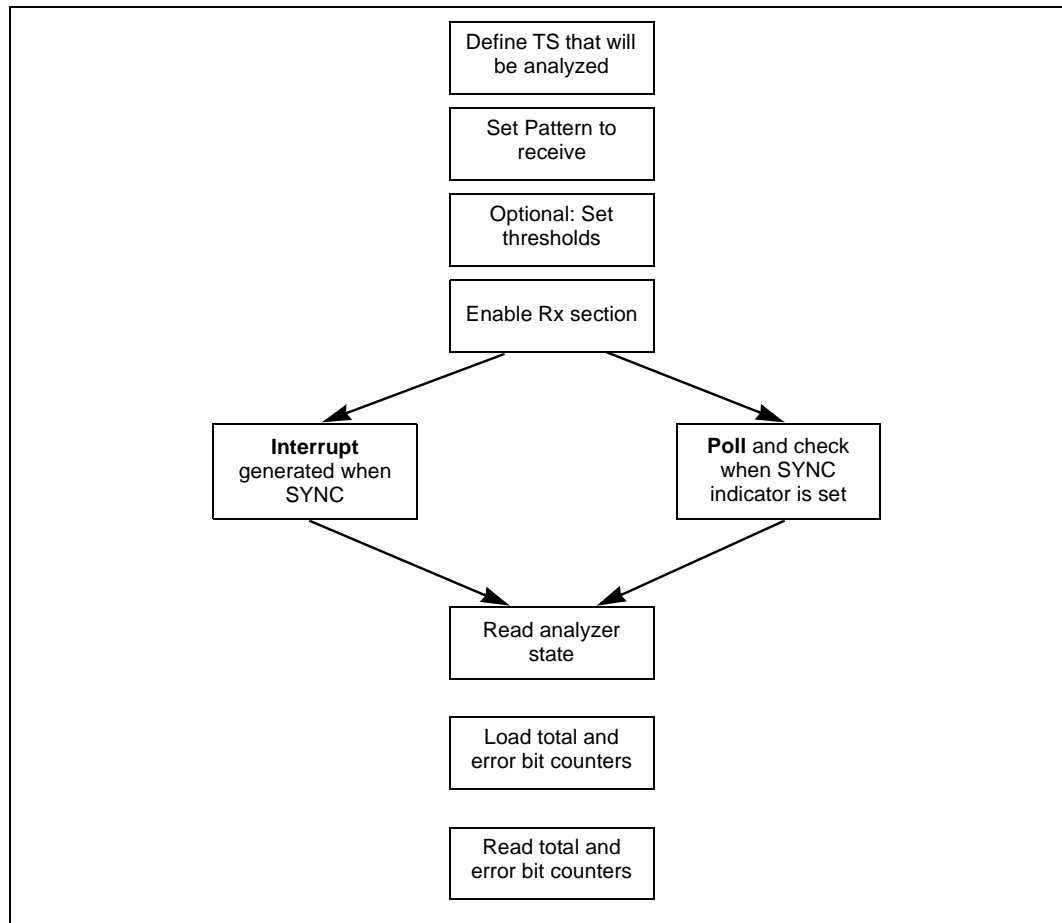 Define TS that will
be analyzed
Set Pattern to
receive
Optional: Set
thresholds
Enable Rx section
Interrupt
generated when
SYNC
Poll and check
when SYNC
indicator is set
Read analyzer
state
Load total and
error bit counters
Read total and
error bit counters